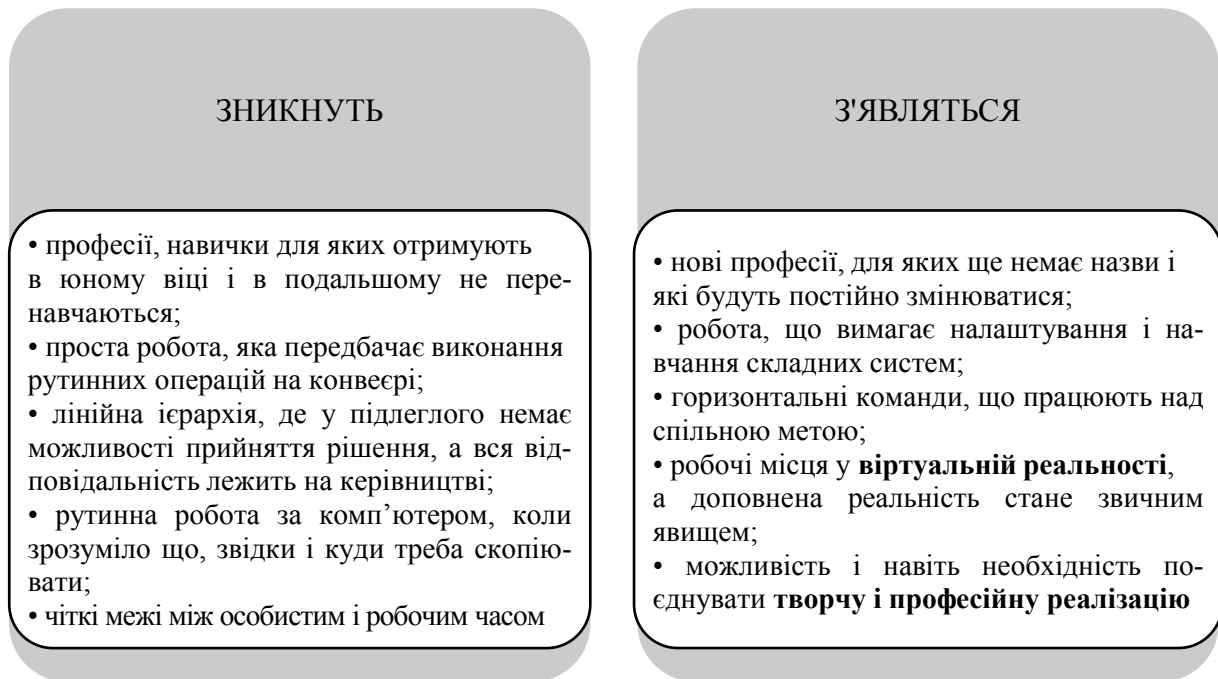 ЗНИКНУТЬ
• професії, навички для яких отримують
в юному віці і в подальшому не пере-
навчаються;
• проста робота, яка передбачає виконання
рутинних операцій на конвеєрі;
• лінійна ієрархія, де у підлеглого немає
можливості прийняття рішення, а вся від-
повідальність лежить на керівництві;
• рутинна робота за комп’ютером, коли
зрозуміло що, звідки і куди треба скопію-
вати;
• чіткі межі між особистим і робочим часом
З'ЯВЛЯТЬСЯ
• нові професії, для яких ще немає назви і
які будуть постійно змінюватися;
• робота, що вимагає налаштування і на-
вчання складних систем;
• горизонтальні команди, що працюють над
спільною метою;
• робочі місця у віртуальній реальності,
а доповнена реальність стане звичним
явищем;
• можливість і навіть необхідність по-
єднувати творчу і професійну реалізацію